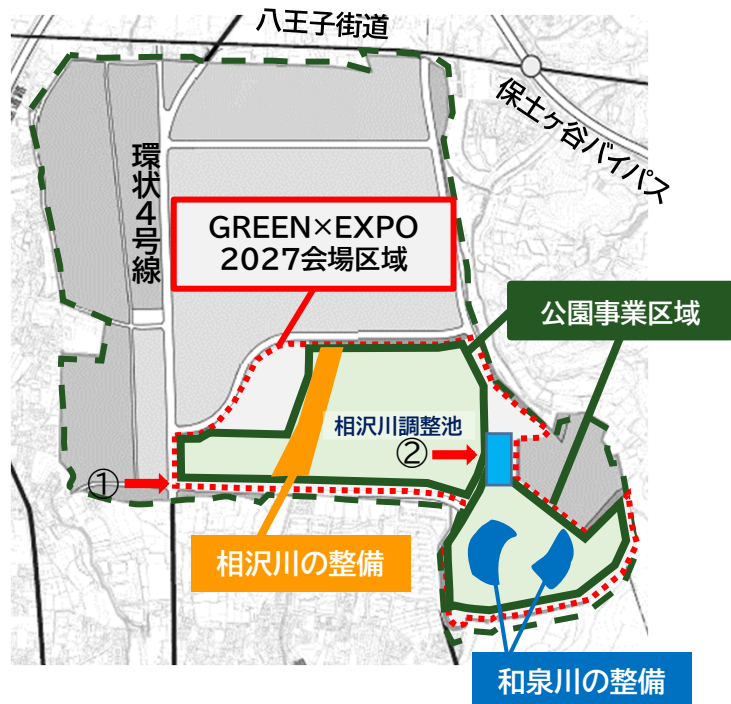 八王子街道
保土ヶ谷バイパス
環状4号線
GREEN×EXPO
2027会場区域
公園事業区域
相沢川調整池
②
①
相沢川の整備
和泉川の整備